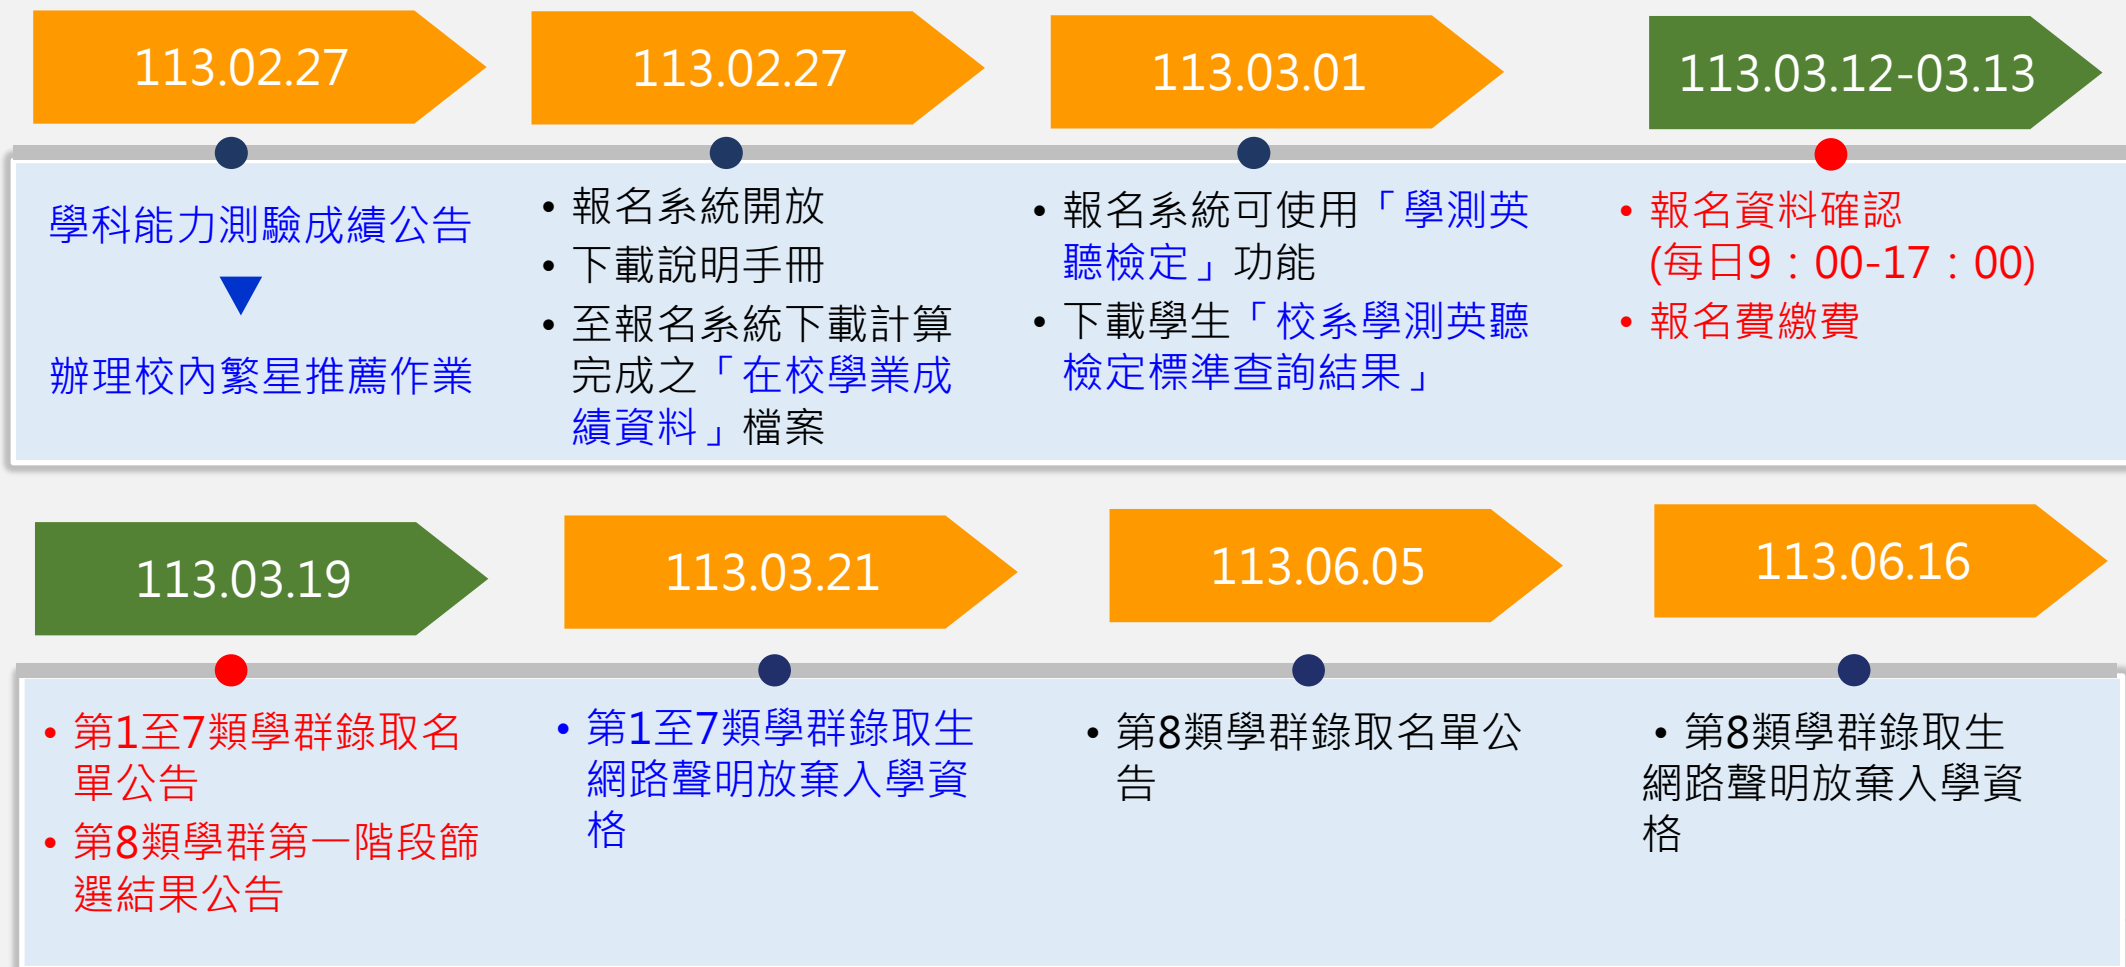 113.02.27
學科能力測驗成績公告
辦理校內繁星推薦作業
113.02.27
• 報名系統開放
• 下載說明手冊
• 至報名系統下載計算
完成之「在校學業成
績資料」檔案
113.03.01
• 報名系統可使用「學測英
聽檢定」功能
• 下載學生「校系學測英聽
檢定標準查詢結果」
113.03.12-03.13
• 報名資料確認
(每日9：00-17：00)
• 報名費繳費
113.03.19
• 第1至7類學群錄取名
單公告
• 第8類學群第一階段篩
選結果公告
113.03.21
• 第1至7類學群錄取生
網路聲明放棄入學資
格
113.06.05
• 第8類學群錄取名單公
告
113.06.16
• 第8類學群錄取生
網路聲明放棄入學資
格